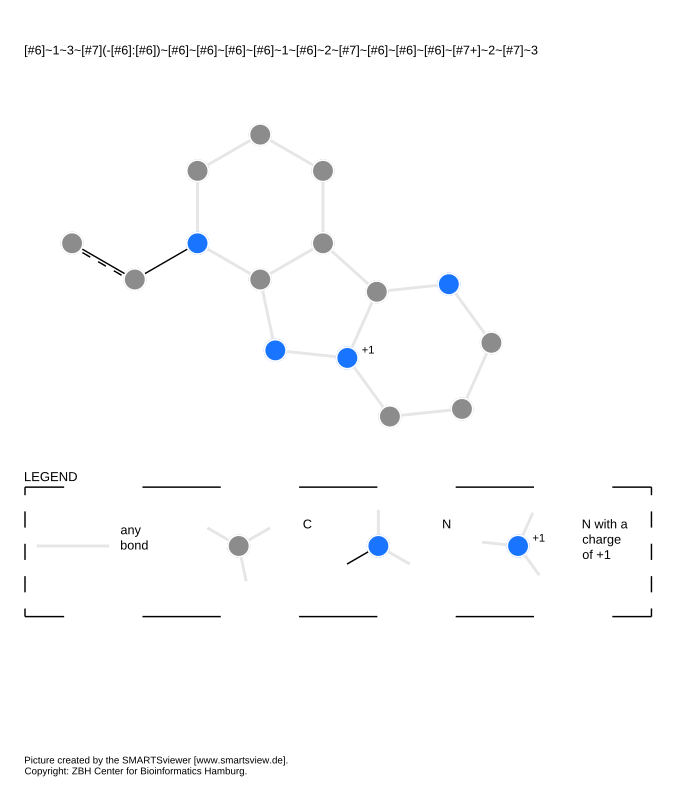 [#6]~1~3~[#7](-[#6]:[#6])~[#6]~[#6]~[#6]~[#6]~1~[#6]~2~[#7]~[#6]~[#6]~[#6]~[#7+]~2~[#7]~3
+1
LEGEND
any
bond
C
N
+1
N with a
charge
of +1
Picture created by the SMARTSviewer [www.smartsview.de].
Copyright: ZBH Center for Bioinformatics Hamburg.